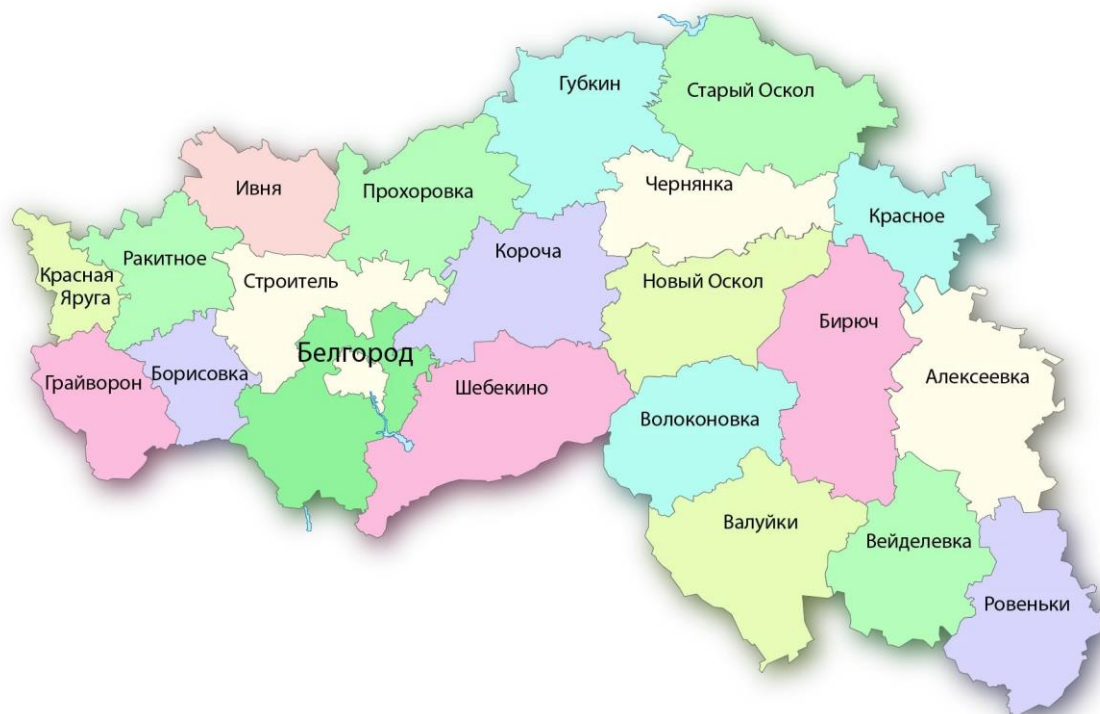 Губкин
Старый Оскол
Ивня
Прохоровка
Чернянка
Красное
Красная
Яруга
Ракитное
Строитель
Короча
Новый Оскол
Бирюч
Белгород
Грайворон
Борисовка
Шебекино
Алексеевка
Волоконовка
Валуйки
Вейделевка
Ровеньки